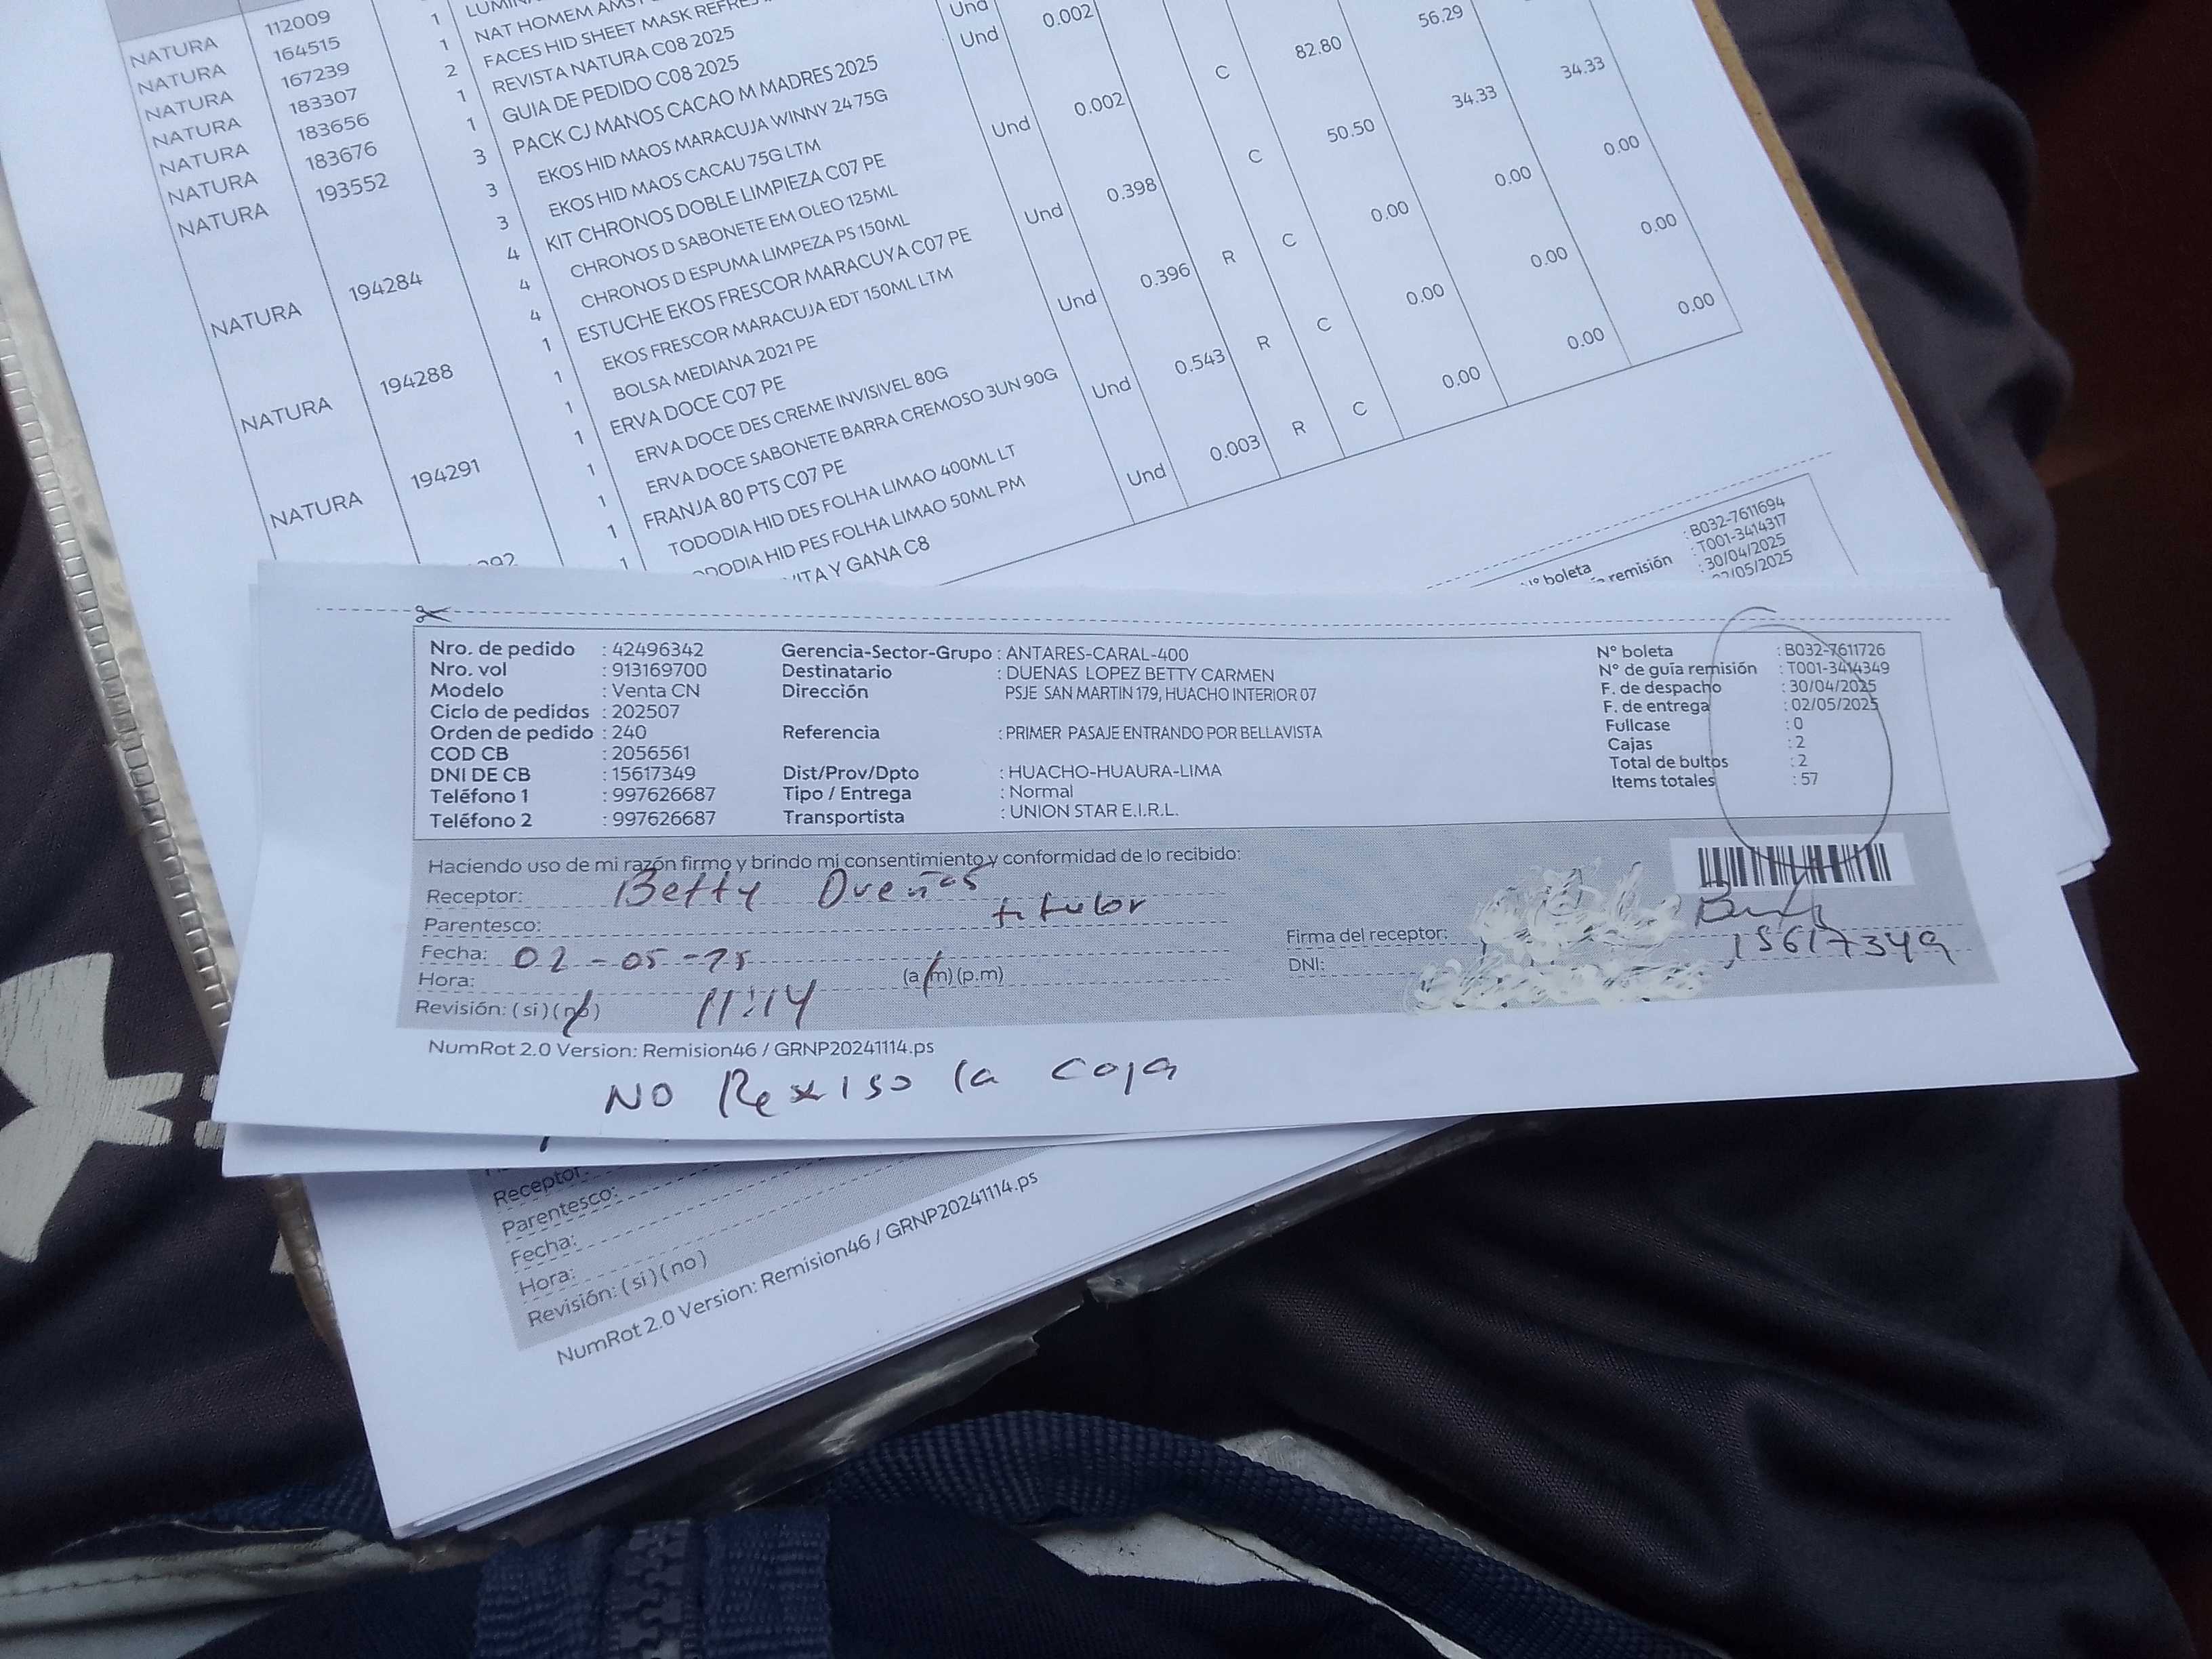 NATURA 112009 1
NATURA 164515 1 NAT HOMEM
NATURA 167239 2 FACES HID SHEET MASK
NATURA 183307 1 REVISTA NATURA C08 2025
NATURA 183656 1 GUIA DE PEDIDO C08 2025
NATURA 183676 3 PACK CJ MANOS CACAO M MADRES 2025
NATURA 193552 3 EKOS HID MAOS MARACUJA WINNY 24 75G
3 EKOS HID MAOS CACAU 75G LTM
NATURA 194284 4 KIT CHRONOS DOBLE LIMPIEZA C07 PE
4 CHRONOS D SABONETE EM OLEO 125ML
4 CHRONOS D ESPUMA LIMPEZA PS 150ML
NATURA 194288 1 ESTUCHE EKOS FRESCOR MARACUYA C07 PE
1 EKOS FRESCOR MARACUJA EDT 150ML LTM
1 BOLSA MEDIANA 2021 PE
NATURA 194291 1 ERVA DOCE C07 PE
1 ERVA DOCE DES CREME INVISIVEL 80G
1 ERVA DOCE SABONETE BARRA CREMOSO 3UN 90G
1 FRANJA 80 PTS C07 PE
1 TODODIA HID DES FOLHA LIMAO 400ML LT
HID PES FOLHA LIMAO 50ML PM
Y GANA C8
Und
Und 0.002 56.29
Und 0.002 C 82.80 34.33 34.33
Und 0.398 C 50.50 0.00 0.00
Und 0.396 R C 0.00 0.00 0.00
Und 0.543 R C 0.00 0.00 0.00
Und 0.003 R C 0.00
Nº boleta : B032-7611694
remisión : T001-3414317
: 30/04/2025
/05/2025
Nro. de pedido : 42496342 Gerencia-Sector-Grupo : ANTARES-CARAL-400 Nº boleta : B032-7611726
Nro. vol : 913169700 Destinatario : DUENAS LOPEZ BETTY CARMEN Nº de guía remisión : T001-3414349
Modelo : Venta CN Dirección PSJE SAN MARTIN 179, HUACHO INTERIOR 07 F. de despacho : 30/04/2025
Ciclo de pedidos : 202507 F. de entrega : 02/05/2025
Orden de pedido : 240 Referencia : PRIMER PASAJE ENTRANDO POR BELLAVISTA Fullcase : 0
COD CB : 2056561 Cajas : 2
DNI DE CB : 15617349 Dist/Prov/Dpto : HUACHO-HUAURA-LIMA Total de bultos : 2
Teléfono 1 : 997626687 Tipo / Entrega : Normal Items totales : 57
Teléfono 2 : 997626687 Transportista : UNION STAR E.I.R.L.
Haciendo uso de mi razón firmo y brindo mi consentimiento y conformidad de lo recibido:
Receptor: Betty Dueñas
Parentesco: titular
Fecha: 02-05-25
Hora: 11:14 (a.m) (p.m)
Revisión: (si) (no)
Firma del receptor:
DNI: 15617349
NumRot 2.0 Version: Remision46 / GRNP20241114.ps
NO Reviso la caja
Receptor:
Parentesco:
Fecha:
Hora:
Revisión: (si) (no)
NumRot 2.0 Version: Remision46 / GRNP20241114.ps